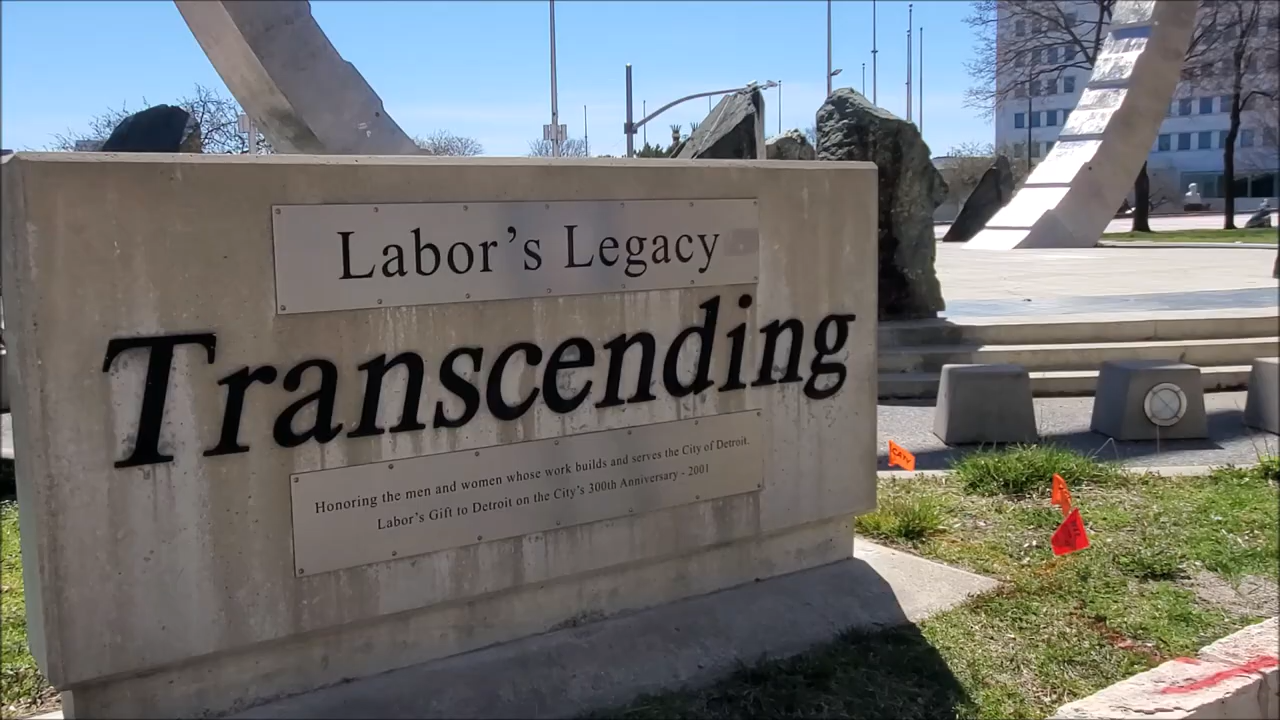 Labor's Legacy
Transcending
Honoring the men and women whose work builds and serves the City of Detroit.
Labor's Gift to Detroit on the City's 300th Anniversary - 2001
CATV